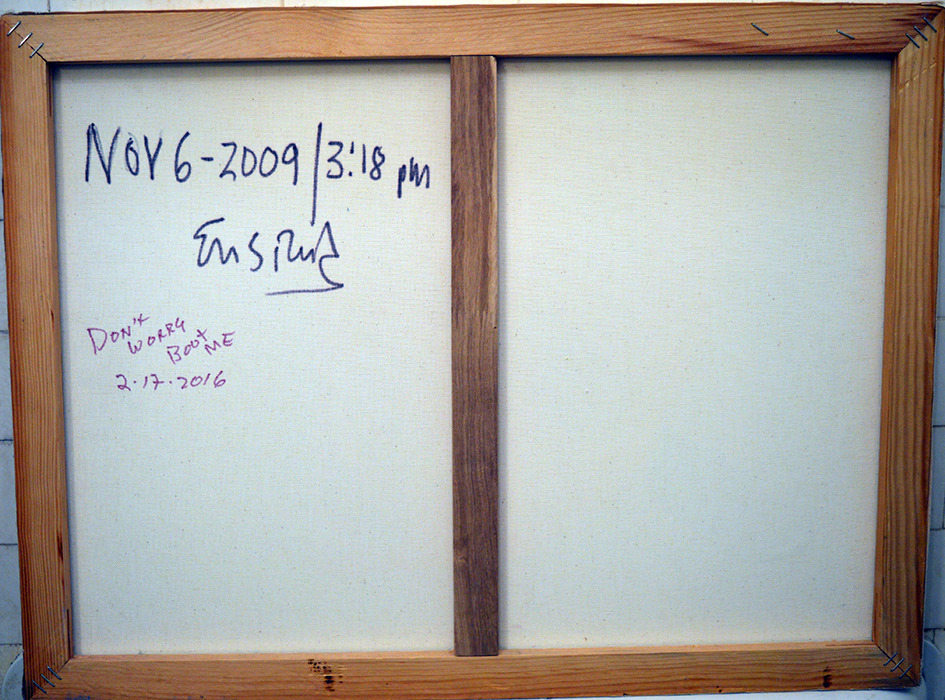 NOV 6-2009/3:18 pm
DON't
WORRY
BOUT ME
2.17.2016